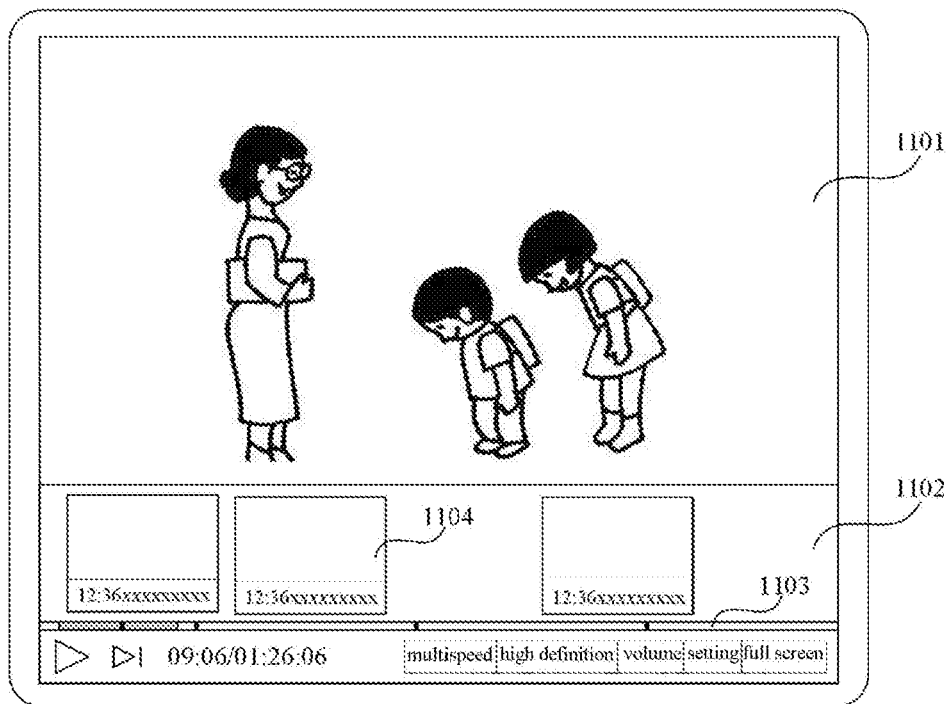 1101
1102
1104
12:36xxxxxxxxx
12:36xxxxxxxxx
12:36xxxxxxxxx
1103
09:06/01:26:06
multispeed high definition volume setting full screen